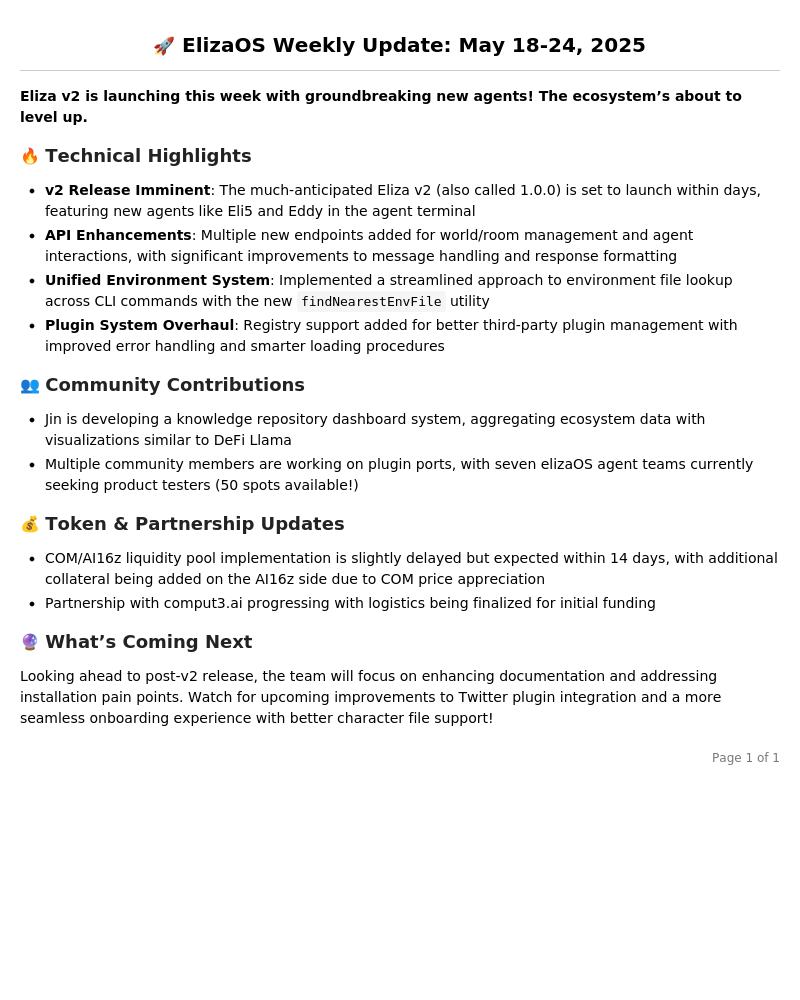 🚀 ElizaOS Weekly Update: May 18-24, 2025
Eliza v2 is launching this week with groundbreaking new agents! The ecosystem’s about to
level up.
🔥 Technical Highlights
• v2 Release Imminent: The much-anticipated Eliza v2 (also called 1.0.0) is set to launch within days,
featuring new agents like Eli5 and Eddy in the agent terminal
• API Enhancements: Multiple new endpoints added for world/room management and agent
interactions, with significant improvements to message handling and response formatting
• Unified Environment System: Implemented a streamlined approach to environment file lookup
across CLI commands with the new findNearestEnvFile utility
• Plugin System Overhaul: Registry support added for better third-party plugin management with
improved error handling and smarter loading procedures
👥 Community Contributions
• Jin is developing a knowledge repository dashboard system, aggregating ecosystem data with
visualizations similar to DeFi Llama
• Multiple community members are working on plugin ports, with seven elizaOS agent teams currently
seeking product testers (50 spots available!)
💰 Token & Partnership Updates
• COM/AI16z liquidity pool implementation is slightly delayed but expected within 14 days, with additional
collateral being added on the AI16z side due to COM price appreciation
• Partnership with comput3.ai progressing with logistics being finalized for initial funding
🔮 What’s Coming Next
Looking ahead to post-v2 release, the team will focus on enhancing documentation and addressing
installation pain points. Watch for upcoming improvements to Twitter plugin integration and a more
seamless onboarding experience with better character file support!
Page 1 of 1